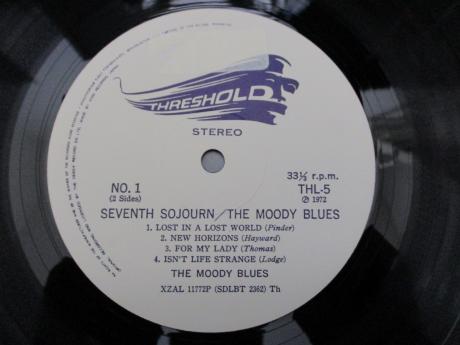 THRESHOLD
STEREO
NO. 1
(2 Sides)
33⅓ r.p.m.
THL-5
Ⓟ 1972
SEVENTH SOJOURN/THE MOODY BLUES
1. LOST IN A LOST WORLD (Pinder)
2. NEW HORIZONS (Hayward)
3. FOR MY LADY (Thomas)
4. ISN'T LIFE STRANGE (Lodge)
THE MOODY BLUES
XZAL 11772P (SDLBT 2362) Th